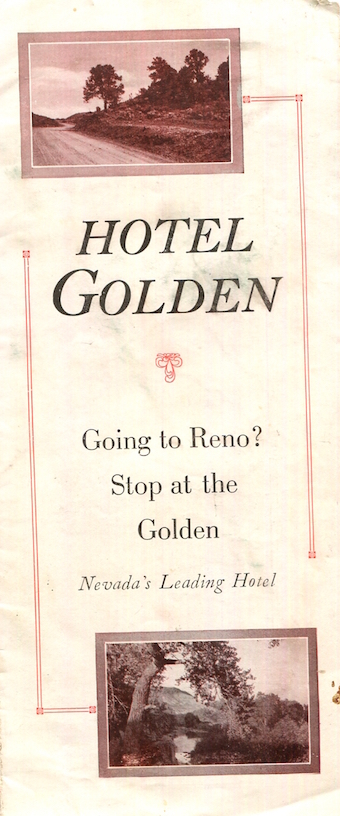 HOTEL
GOLDEN
Going to Reno?
Stop at the
Golden
Nevada's Leading Hotel